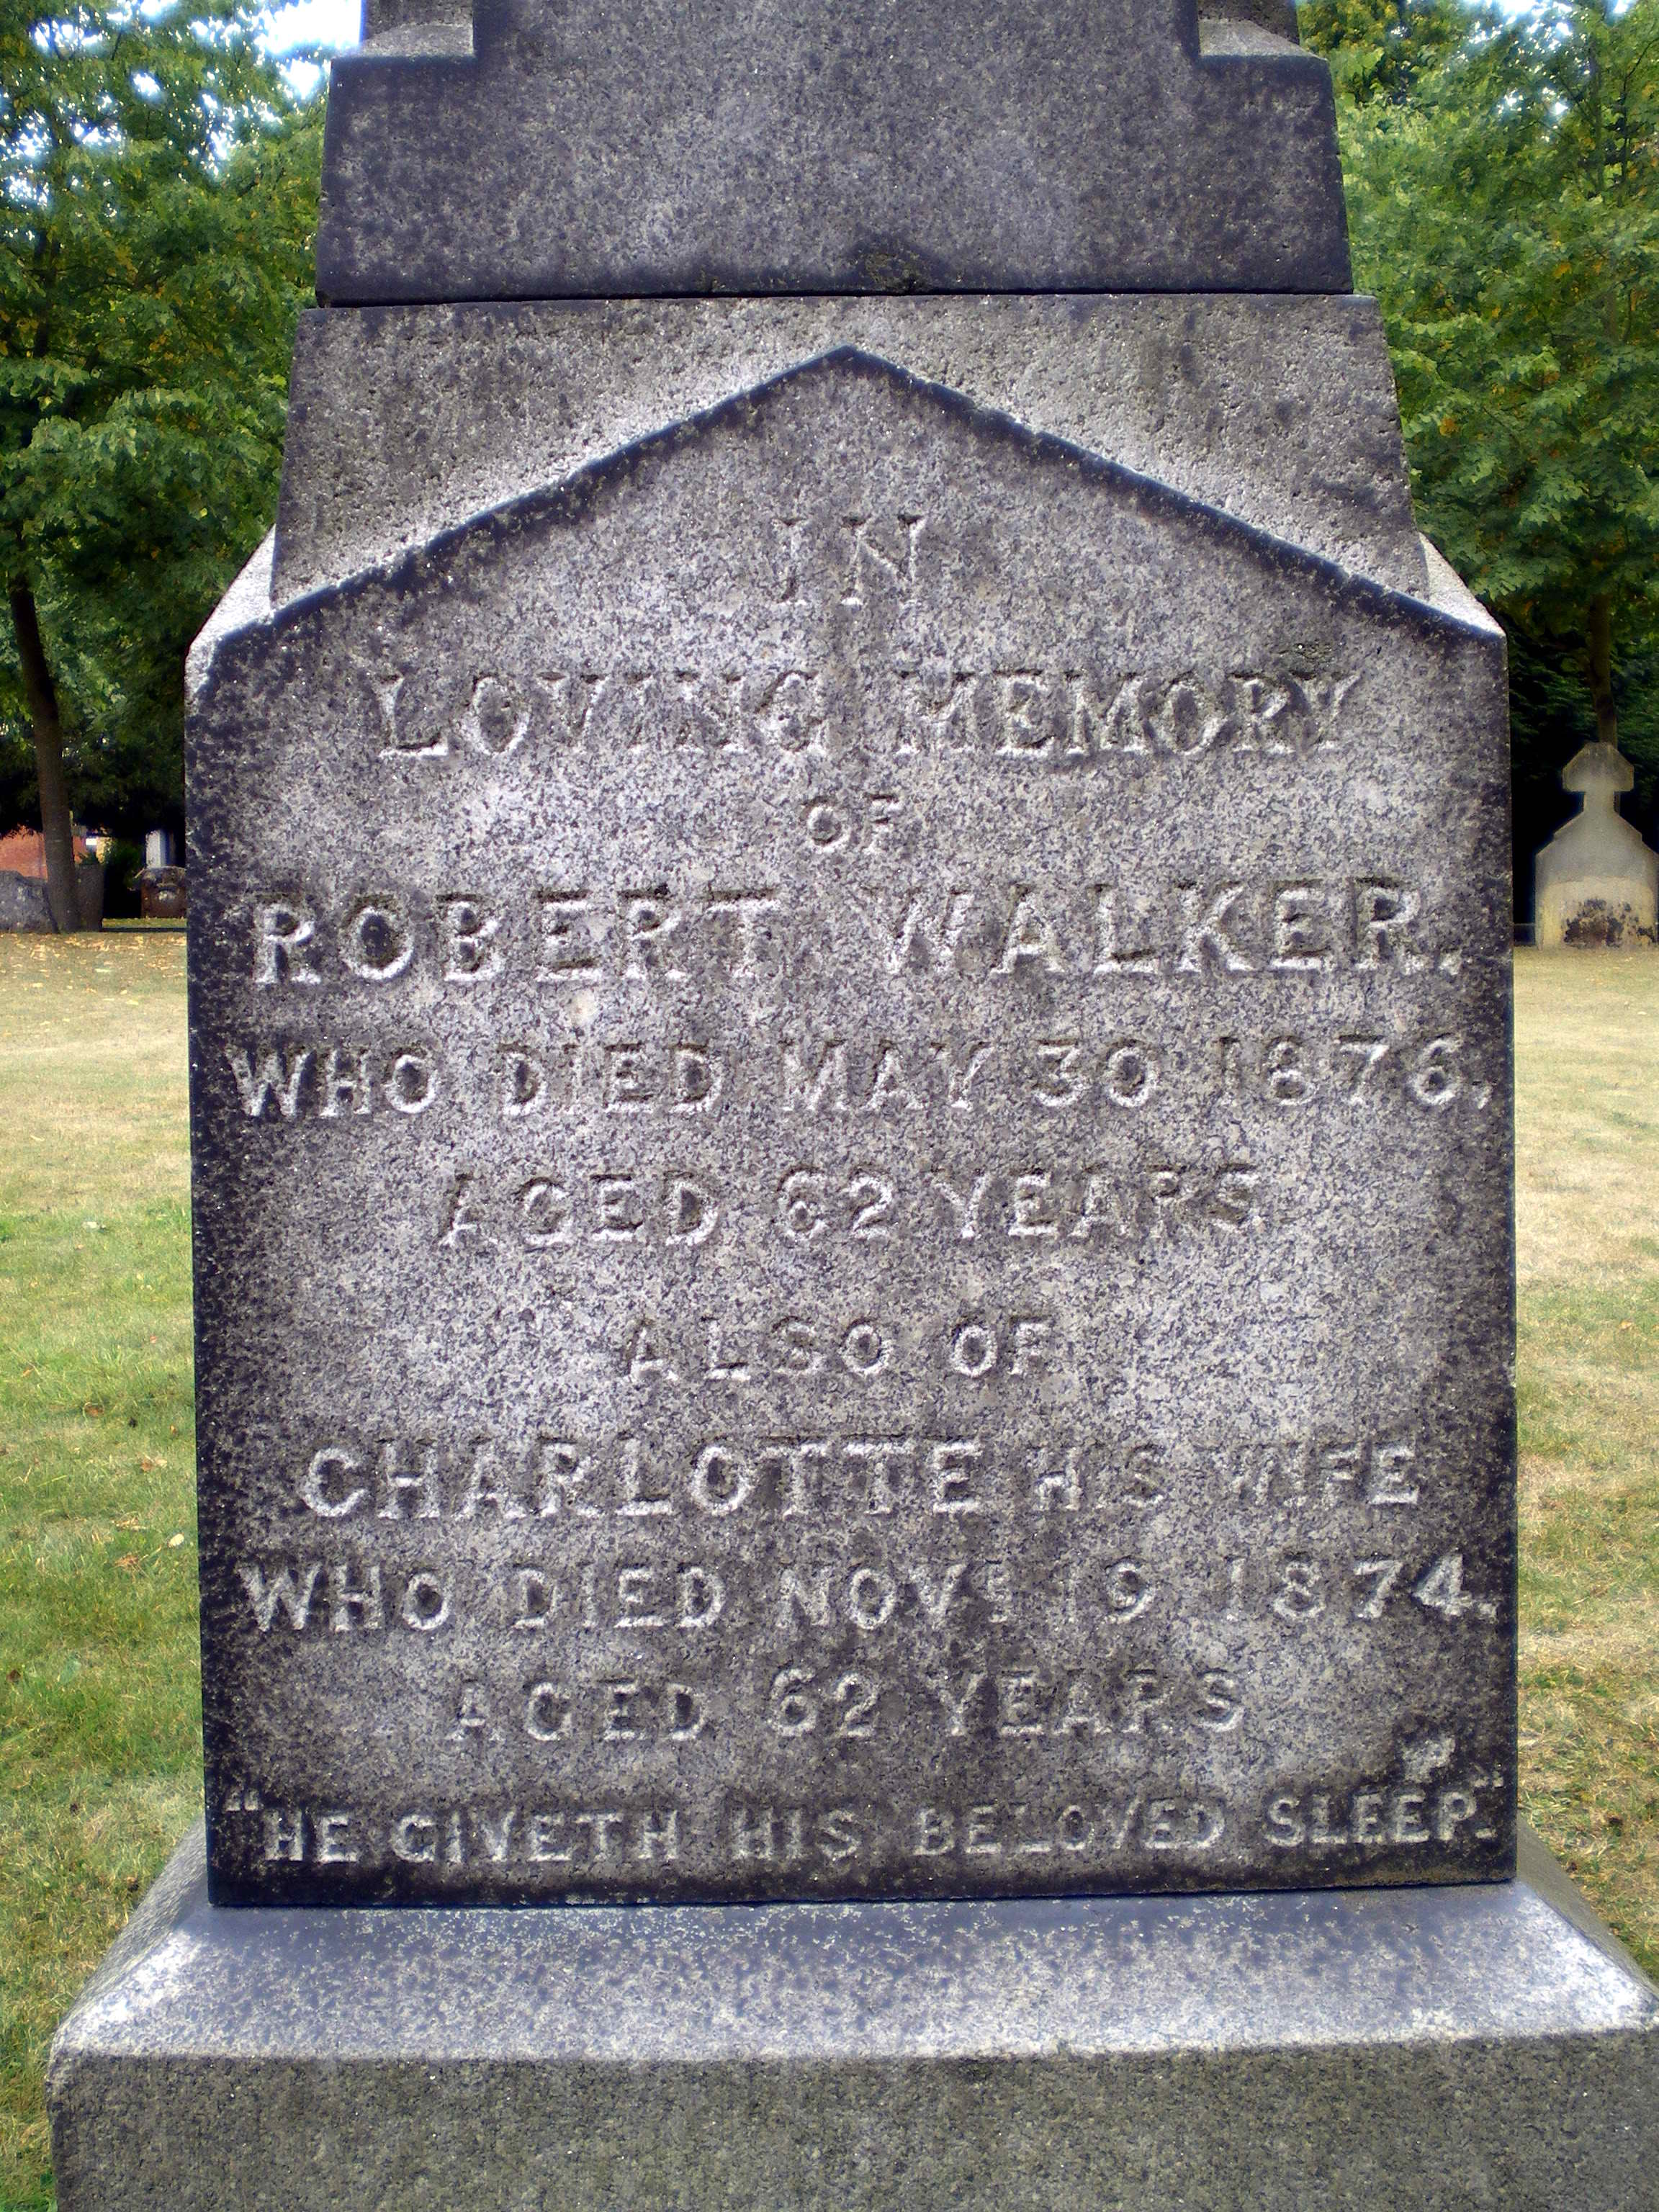 IN
LOVING MEMORY
OF
ROBERT WALKER,
WHO DIED MAY 30 1876,
AGED 62 YEARS
ALSO OF
CHARLOTTE HIS WIFE
WHO DIED NOVR 19 1874,
AGED 62 YEARS
"HE GIVETH HIS BELOVED SLEEP."